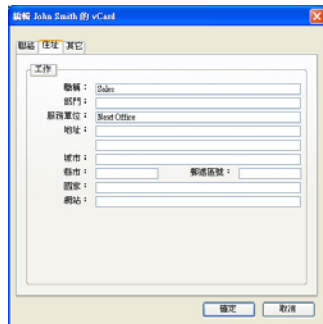 編輯 John Smith 的 vCard
聯絡 住址 其它
工作
職稱： Sales
部門：
服務單位： Next Office
地址：
城市：
縣市： 郵遞區號：
國家：
網站：
確定 取消